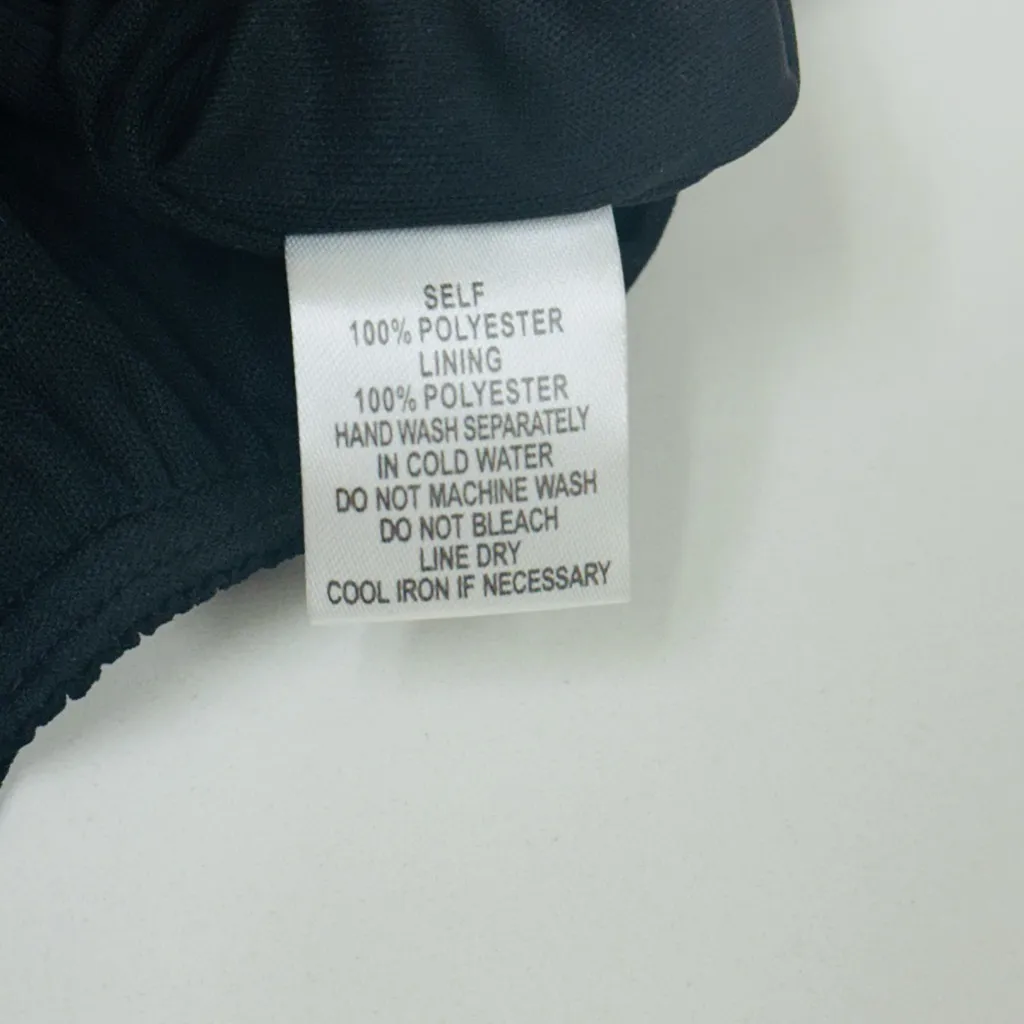 SELF
100% POLYESTER
LINING
100% POLYESTER
HAND WASH SEPARATELY
IN COLD WATER
DO NOT MACHINE WASH
DO NOT BLEACH
LINE DRY
COOL IRON IF NECESSARY